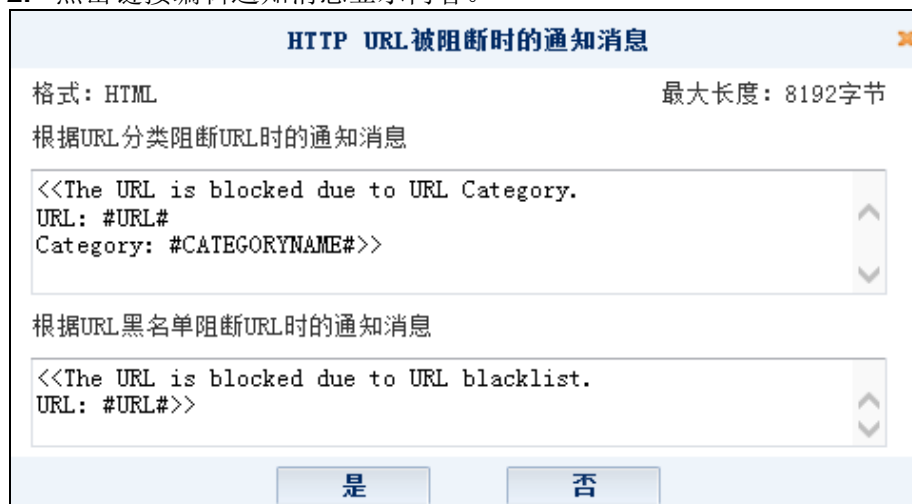 HTTP URL被阻断时的通知消息
格式: HTML 最大长度: 8192字节
根据URL分类阻断URL时的通知消息
<<The URL is blocked due to URL Category.
URL: #URL#
Category: #CATEGORYNAME#>>
根据URL黑名单阻断URL时的通知消息
<<The URL is blocked due to URL blacklist.
URL: #URL#>>
是 否